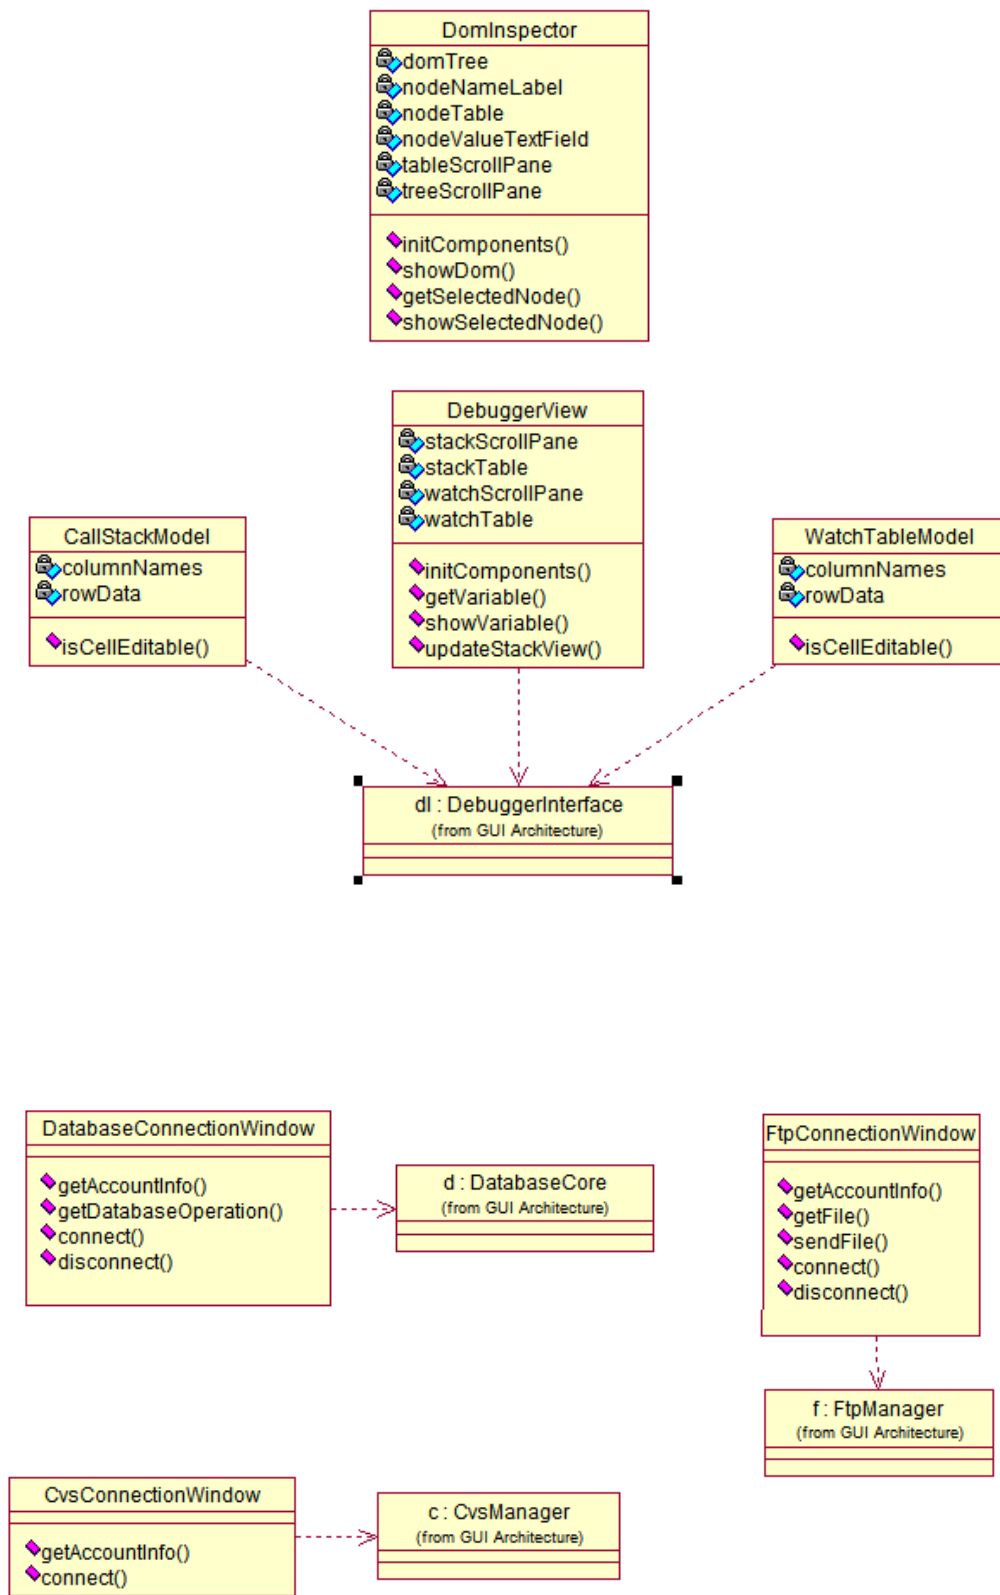 DomInspector
domTree
nodeNameLabel
nodeTable
nodeValueTextField
tableScrollPane
treeScrollPane
initComponents()
showDom()
getSelectedNode()
showSelectedNode()
DebuggerView
stackScrollPane
stackTable
watchScrollPane
watchTable
initComponents()
getVariable()
showVariable()
updateStackView()
CallStackModel
columnNames
rowData
isCellEditable()
WatchTableModel
columnNames
rowData
isCellEditable()
dI : DebuggerInterface
(from GUI Architecture)
DatabaseConnectionWindow
getAccountInfo()
getDatabaseOperation()
connect()
disconnect()
d : DatabaseCore
(from GUI Architecture)
FtpConnectionWindow
getAccountInfo()
getFile()
sendFile()
connect()
disconnect()
f : FtpManager
(from GUI Architecture)
CvsConnectionWindow
getAccountInfo()
connect()
c : CvsManager
(from GUI Architecture)